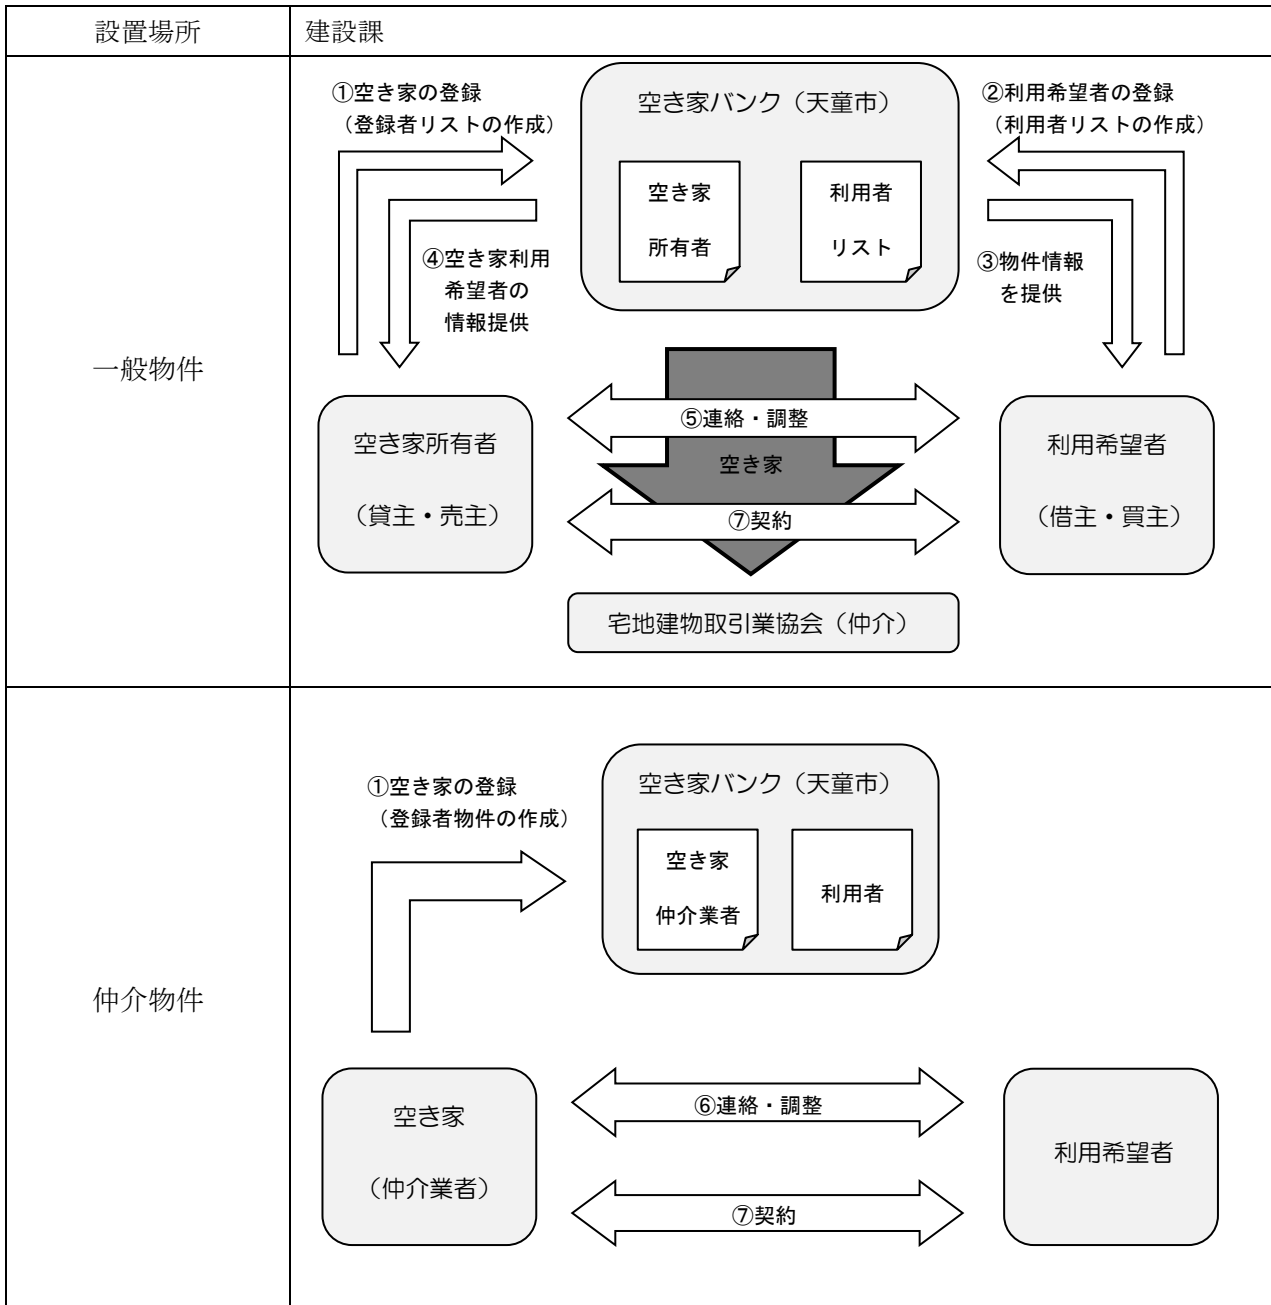 設置場所
建設課
一般物件
①空き家の登録
（登録者リストの作成）
空き家バンク（天童市）
②利用希望者の登録
（利用者リストの作成）
空き家
所有者
利用者
リスト
④空き家利用
希望者の
情報提供
③物件情報
を提供
空き家所有者
（貸主・売主）
⑤連絡・調整
空き家
⑦契約
利用希望者
（借主・買主）
宅地建物取引業協会（仲介）
仲介物件
①空き家の登録
（登録者物件の作成）
空き家バンク（天童市）
空き家
仲介業者
利用者
空き家
（仲介業者）
⑥連絡・調整
⑦契約
利用希望者